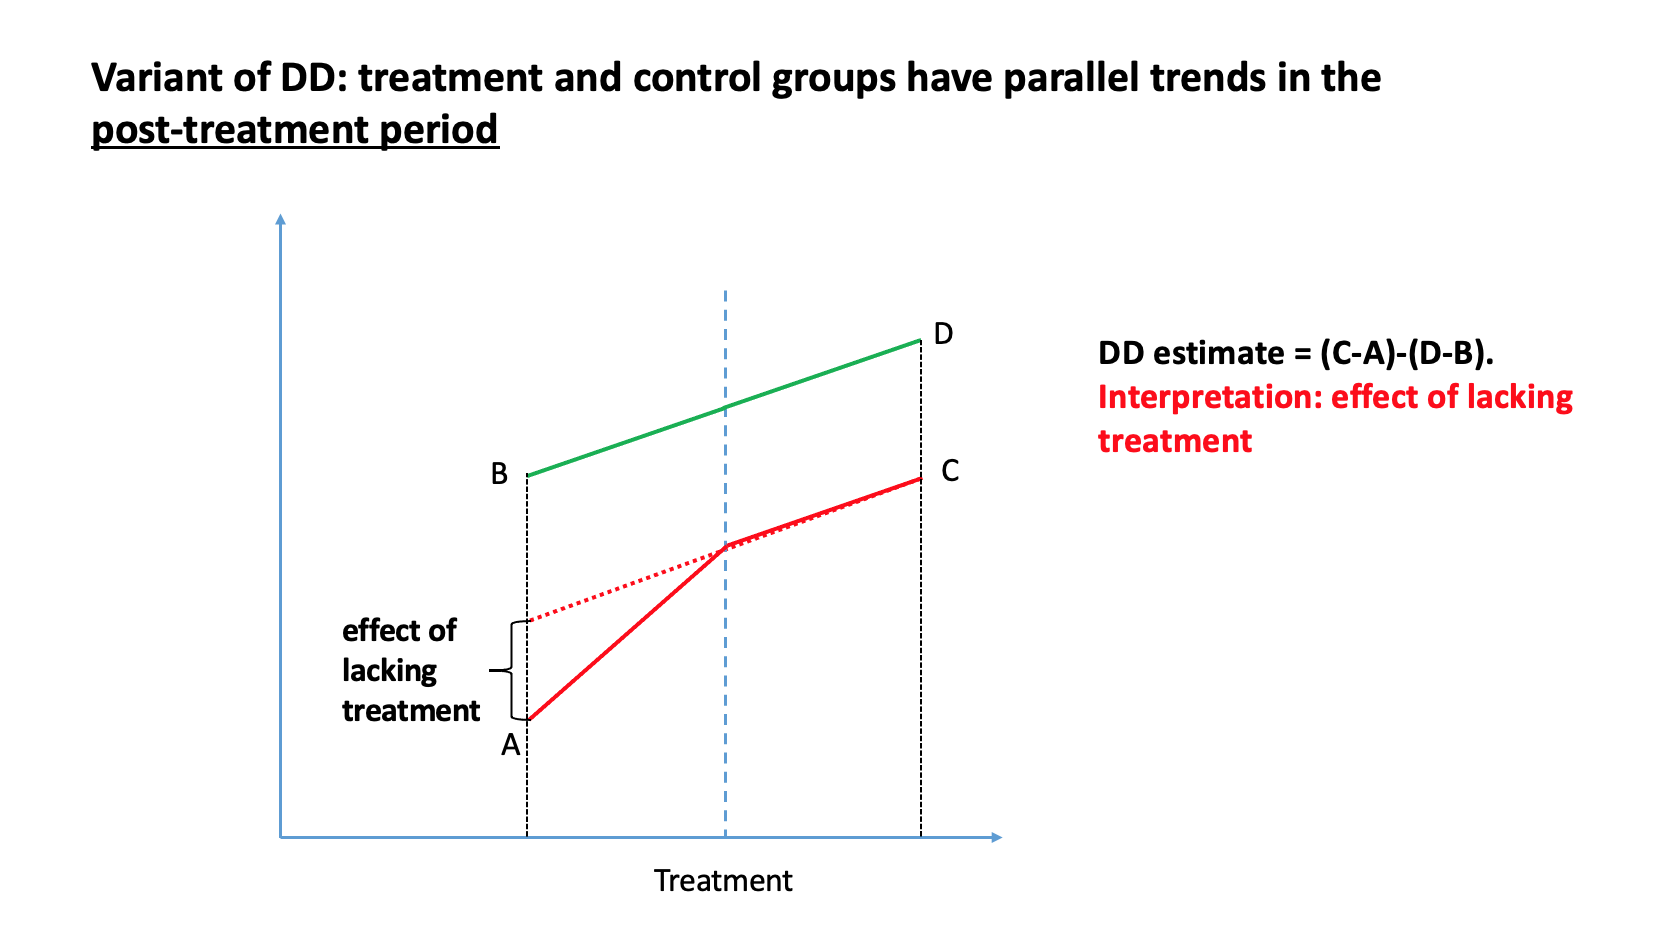 Variant of DD: treatment and control groups have parallel trends in the
post-treatment period
D
DD estimate = (C-A)-(D-B).
Interpretation: effect of lacking
treatment
B
C
effect of
lacking
treatment
A
Treatment